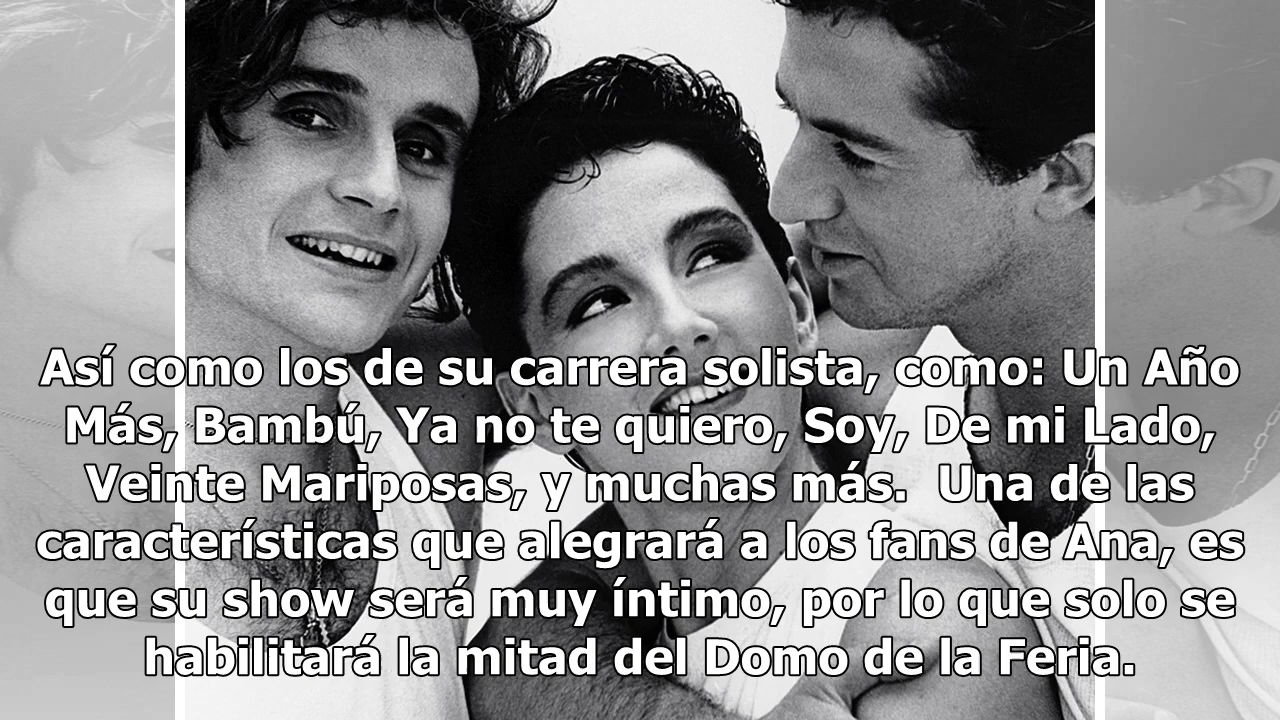 Así como los de su carrera solista, como: Un Año
Más, Bambú, Ya no te quiero, Soy, De mi Lado,
Veinte Mariposas, y muchas más.  Una de las
características que alegrará a los fans de Ana, es
que su show será muy íntimo, por lo que solo se
habilitará la mitad del Domo de la Feria.